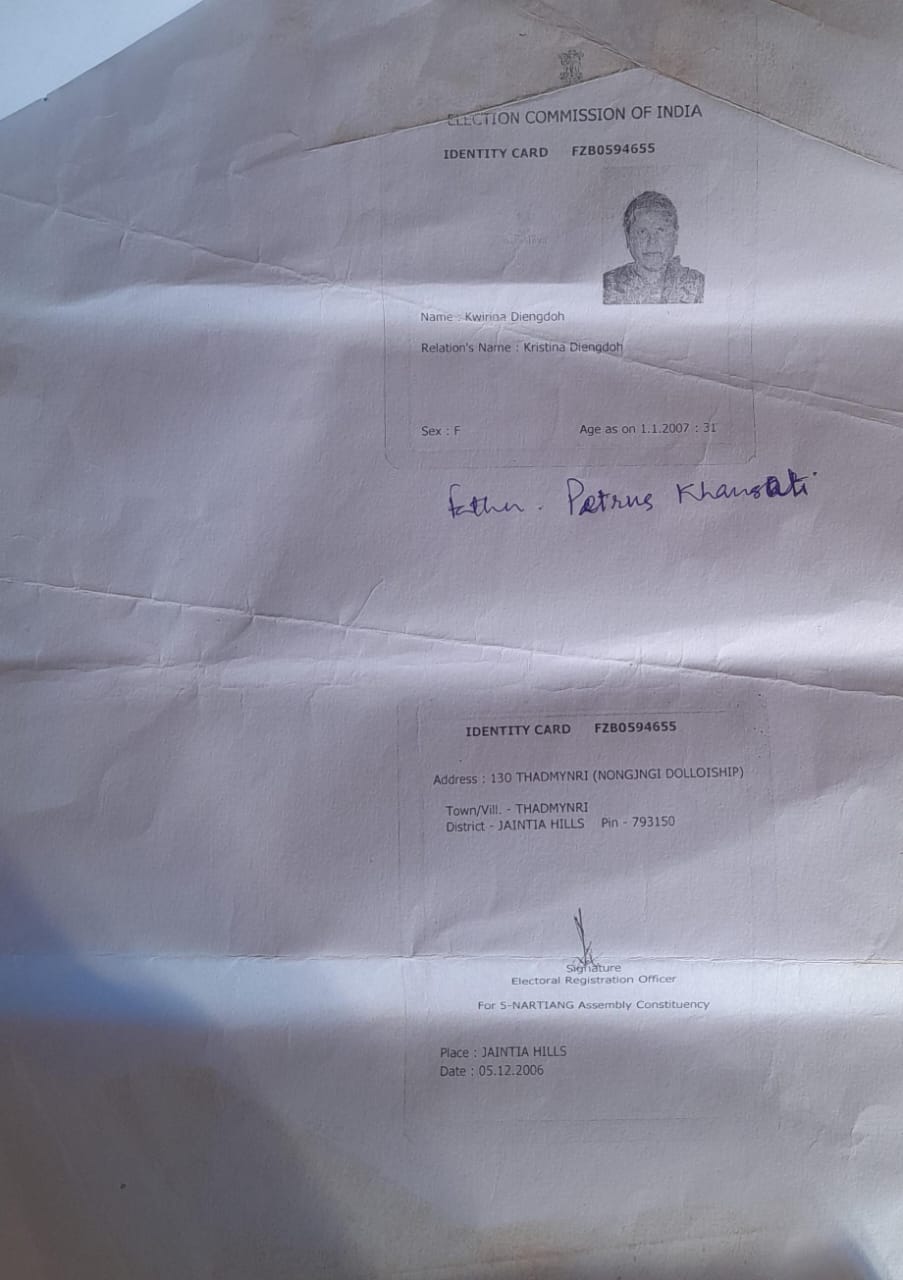 ELECTION COMMISSION OF INDIA
IDENTITY CARD FZB0594655
Name : Kwirina Diengdoh
Relation's Name : Kristina Diengdoh
Sex : F Age as on 1.1.2007 : 31
Father. Petrus
IDENTITY CARD FZB0594655
Address : 130 THADMYNRI (NONGJNGI DOLLOISHIP)
Town/Vill. - THADMYNRI
District - JAINTIA HILLS Pin - 793150
Signature
Electoral Registration Officer
For 5-NARTIANG Assembly Constituency
Place : JAINTIA HILLS
Date : 05.12.2006